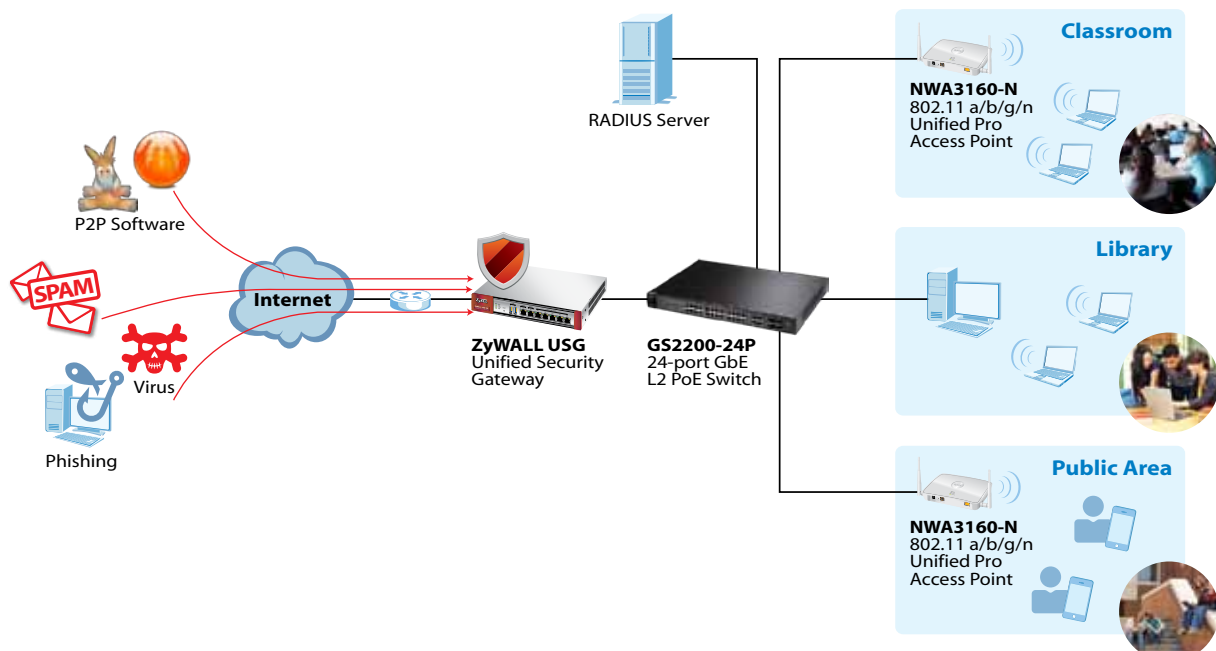 Classroom
NWA3160-N
802.11 a/b/g/n
Unified Pro
Access Point
RADIUS Server
P2P Software
SPAM
Virus
Phishing
Internet
ZyWALL USG
Unified Security
Gateway
GS2200-24P
24-port GbE
L2 PoE Switch
Library
Public Area
NWA3160-N
802.11 a/b/g/n
Unified Pro
Access Point